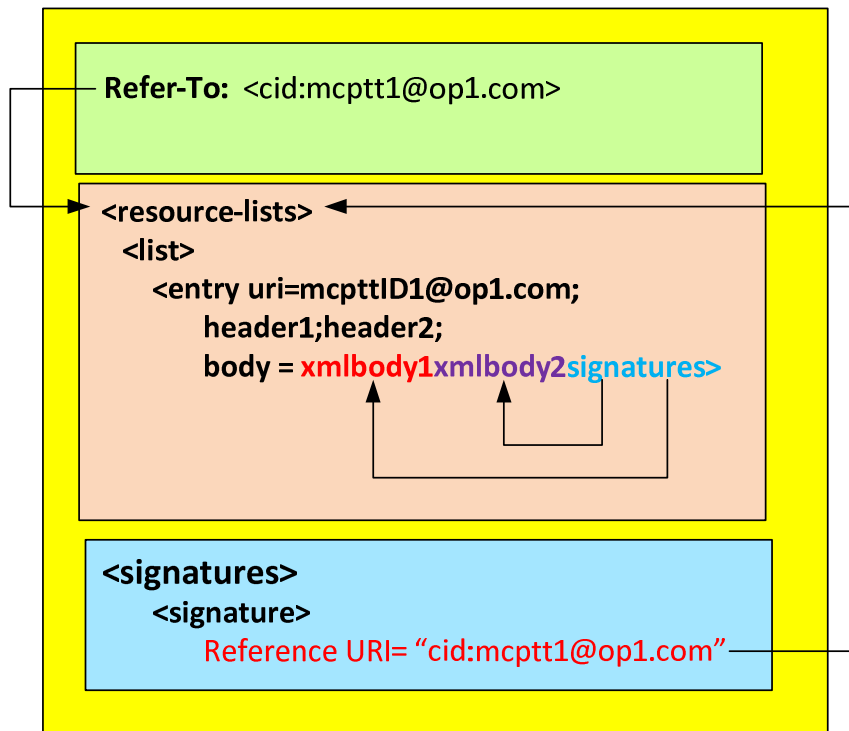 Refer-To: <cid:mcptt1@op1.com>
<resource-lists>
<list>
<entry uri=mcpttID1@op1.com;
header1;header2;
body = xmlbody1xmlbody2signatures>
<signatures>
<signature>
Reference URI= “cid:mcptt1@op1.com”